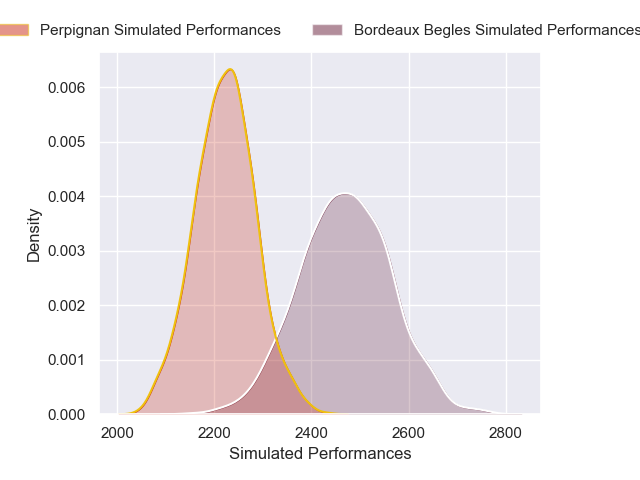 Perpignan Simulated Performances
Bordeaux Begles Simulated Performances
0.006
0.005
0.004
0.003
0.002
0.001
0.000
Density
2000 2200 2400 2600 2800
Simulated Performances